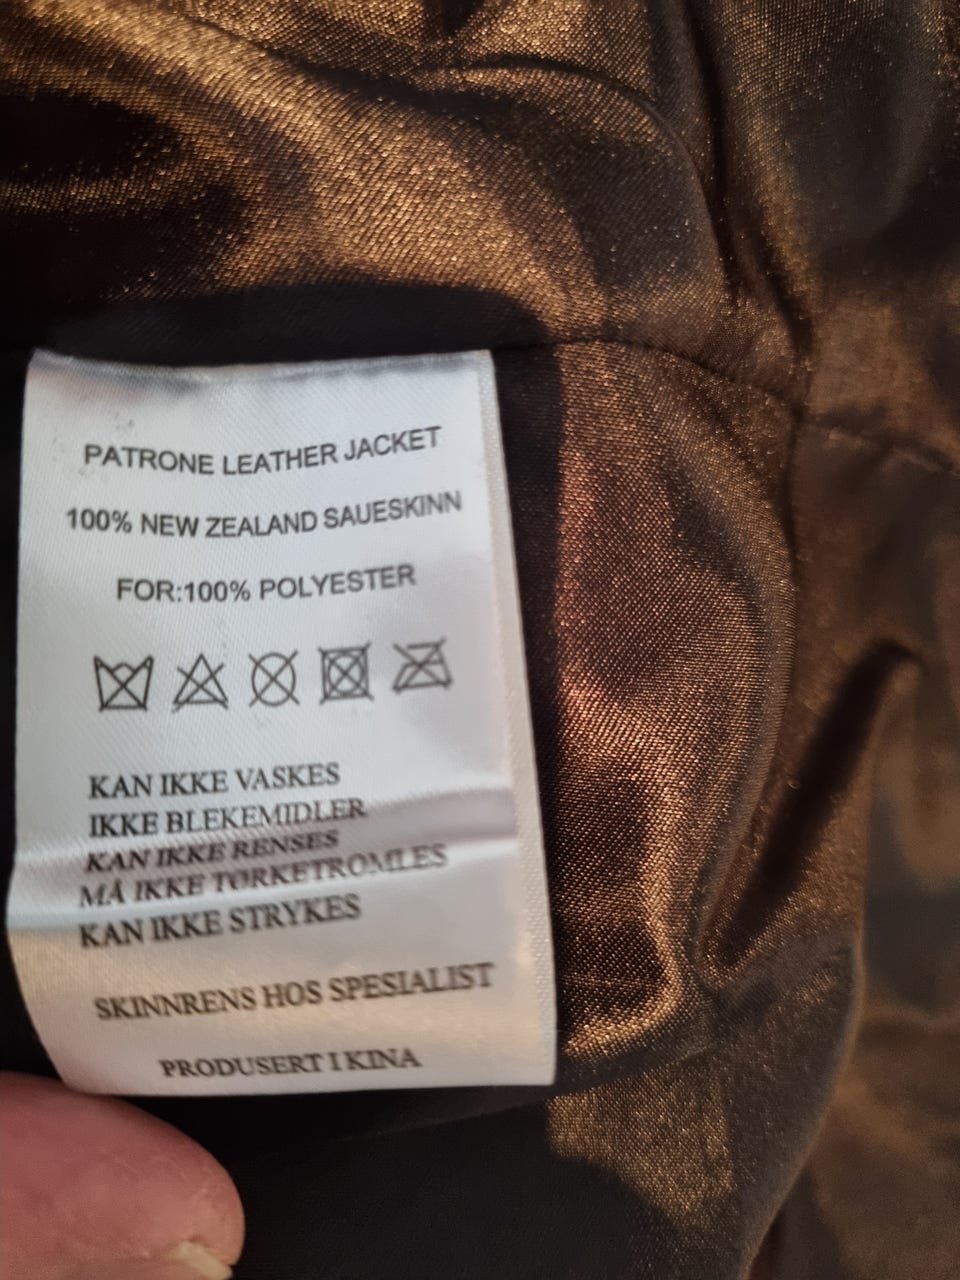 PATRONE LEATHER JACKET
100% NEW ZEALAND SAUESKINN
FOR:100% POLYESTER
KAN IKKE VASKES
IKKE BLEKEMIDLER
KAN IKKE RENSES
MÅ IKKE TØRKETROMLES
KAN IKKE STRYKES
SKINNRENS HOS SPESIALIST
PRODUSERT I KINA